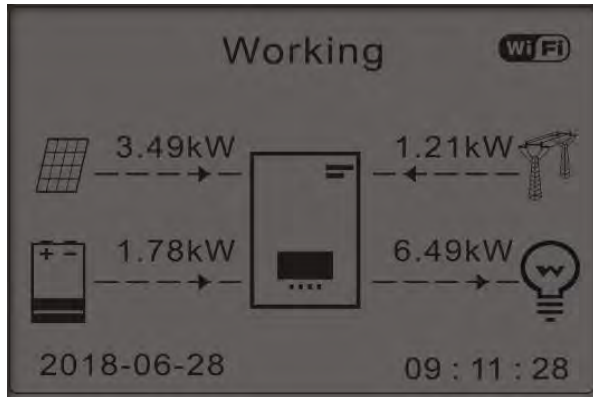 Working
WiFi
3.49kW
1.21kW
1.78kW
6.49kW
2018-06-28
09 : 11 : 28